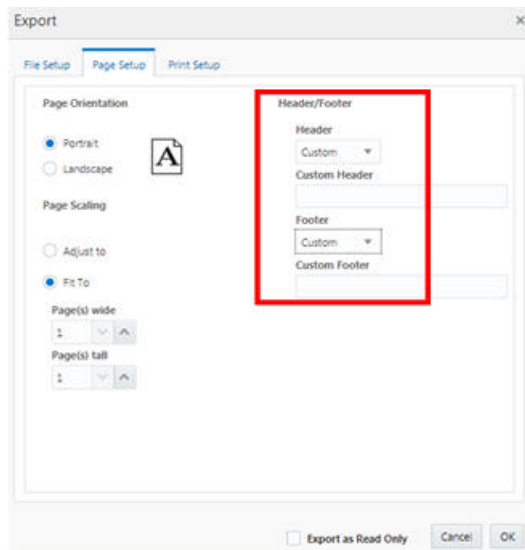 Export
File Setup
Page Setup
Print Setup
Page Orientation
Portrait
Landscape
A
Page Scaling
Adjust to
Fit To
Page(s) wide
1
Page(s) tall
1
Header/Footer
Header
Custom
Custom Header
Footer
Custom
Custom Footer
Export as Read Only
Cancel
OK